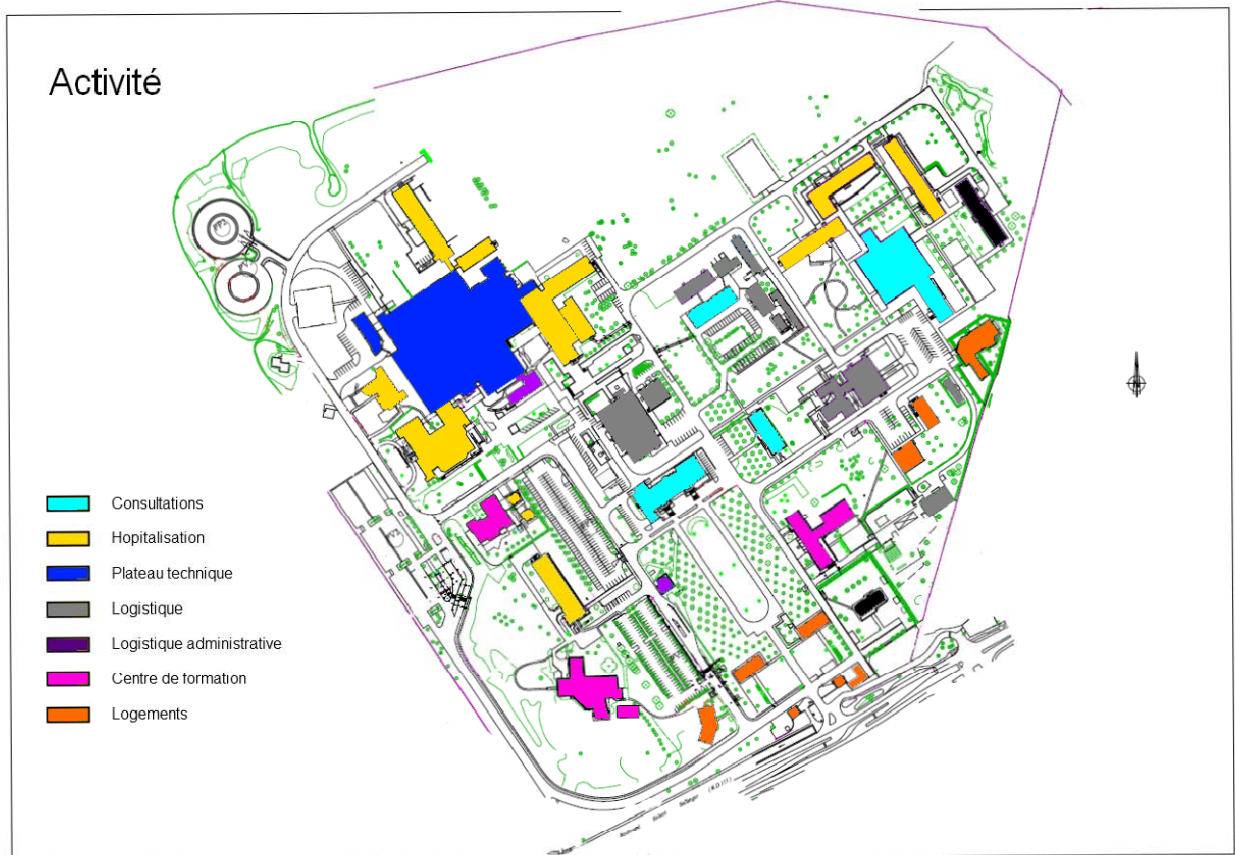 Activité
Consultations
Hopitalisation
Plateau technique
Logistique
Logistique administrative
Centre de formation
Logements